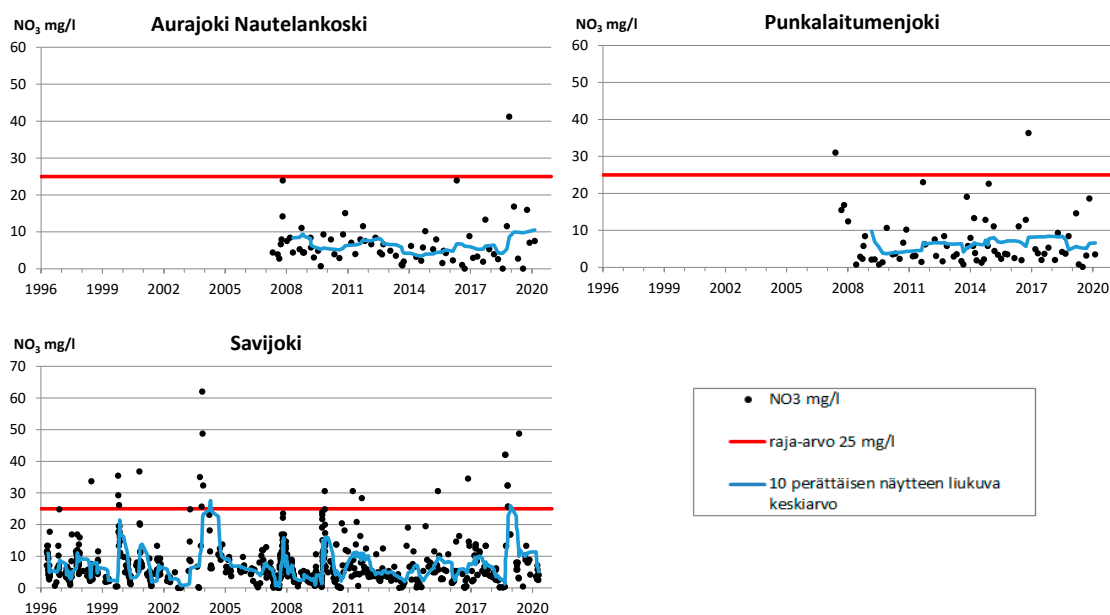 Aurajoki Nautelankoski
NO₃ mg/l
60
50
40
30
20
10
0
1996 1999 2002 2005 2008 2011 2014 2017 2020
Punkalaitumenjoki
NO₃ mg/l
60
50
40
30
20
10
0
1996 1999 2002 2005 2008 2011 2014 2017 2020
Savijoki
NO₃ mg/l
70
60
50
40
30
20
10
0
1996 1999 2002 2005 2008 2011 2014 2017 2020
NO3 mg/l
raja-arvo 25 mg/l
10 perättäisen näytteen liukuva
keskiarvo